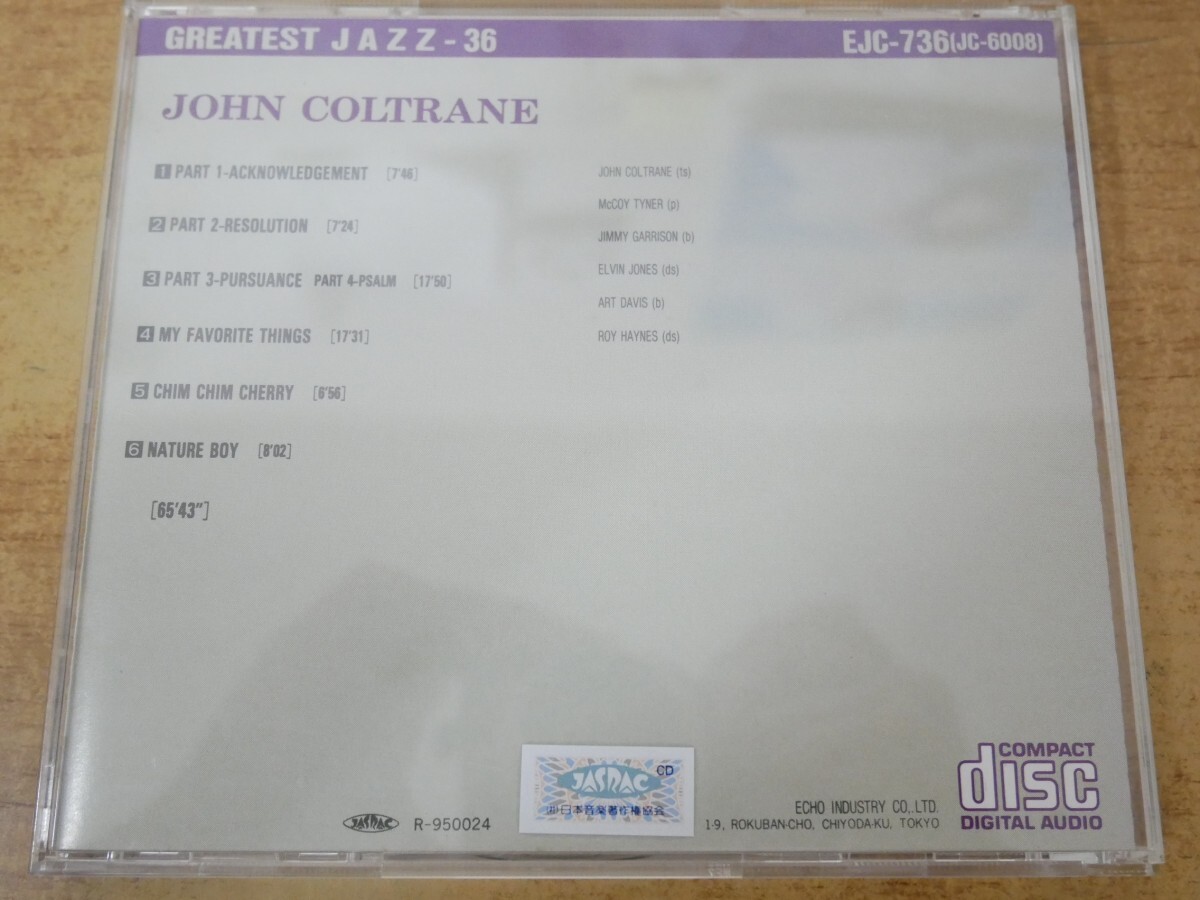 GREATEST JAZZ-36
EJC-736(JC-6008)
JOHN COLTRANE
1 PART 1-ACKNOWLEDGEMENT [7'46]
2 PART 2-RESOLUTION [7'24]
3 PART 3-PURSUANCE PART 4-PSALM [17'50]
4 MY FAVORITE THINGS [17'31]
5 CHIM CHIM CHERRY [6'56]
6 NATURE BOY [8'02]
[65'43"]
JOHN COLTRANE (ts)
McCOY TYNER (p)
JIMMY GARRISON (b)
ELVIN JONES (ds)
ART DAVIS (b)
ROY HAYNES (ds)
JASRAC
R-950024
JASRAC
CD
(社)日本音楽著作権協会
ECHO INDUSTRY CO.,LTD.
1-9, ROKUBAN-CHO, CHIYODA-KU, TOKYO
COMPACT
disc
DIGITAL AUDIO